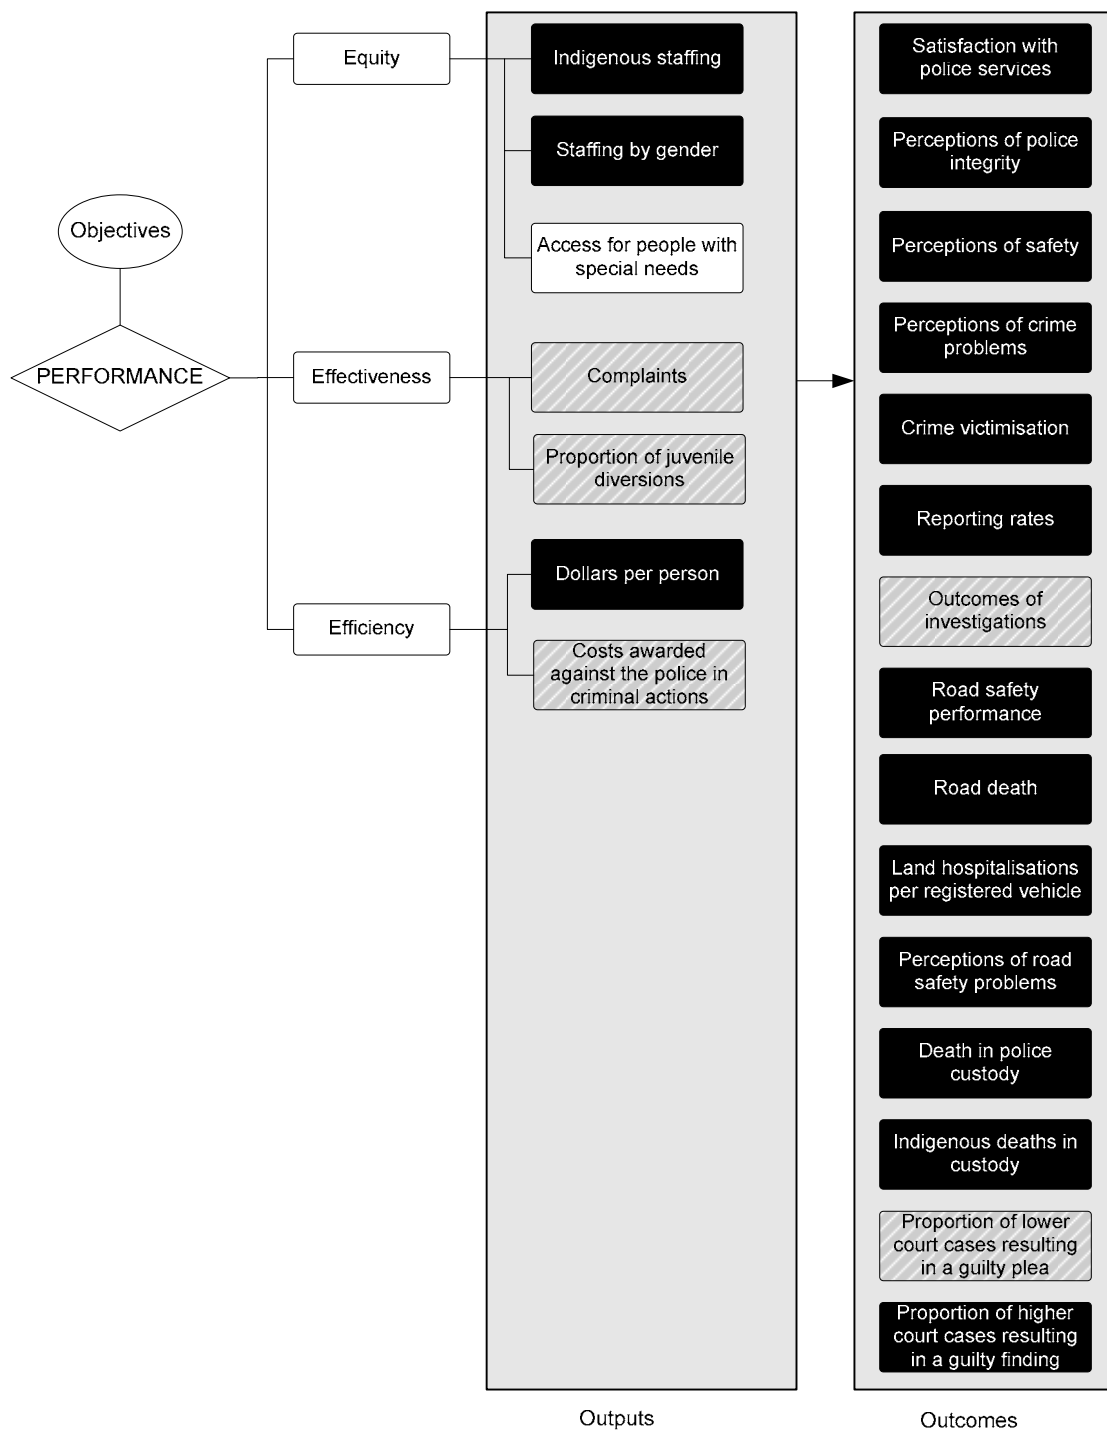 Objectives
PERFORMANCE
Equity
Effectiveness
Efficiency
Indigenous staffing
Staffing by gender
Access for people with
special needs
Complaints
Proportion of juvenile
diversions
Dollars per person
Costs awarded
against the police in
criminal actions
Outputs
Satisfaction with
police services
Perceptions of police
integrity
Perceptions of safety
Perceptions of crime
problems
Crime victimisation
Reporting rates
Outcomes of
investigations
Road safety
performance
Road death
Land hospitalisations
per registered vehicle
Perceptions of road
safety problems
Death in police
custody
Indigenous deaths in
custody
Proportion of lower
court cases resulting
in a guilty plea
Proportion of higher
court cases resulting
in a guilty finding
Outcomes